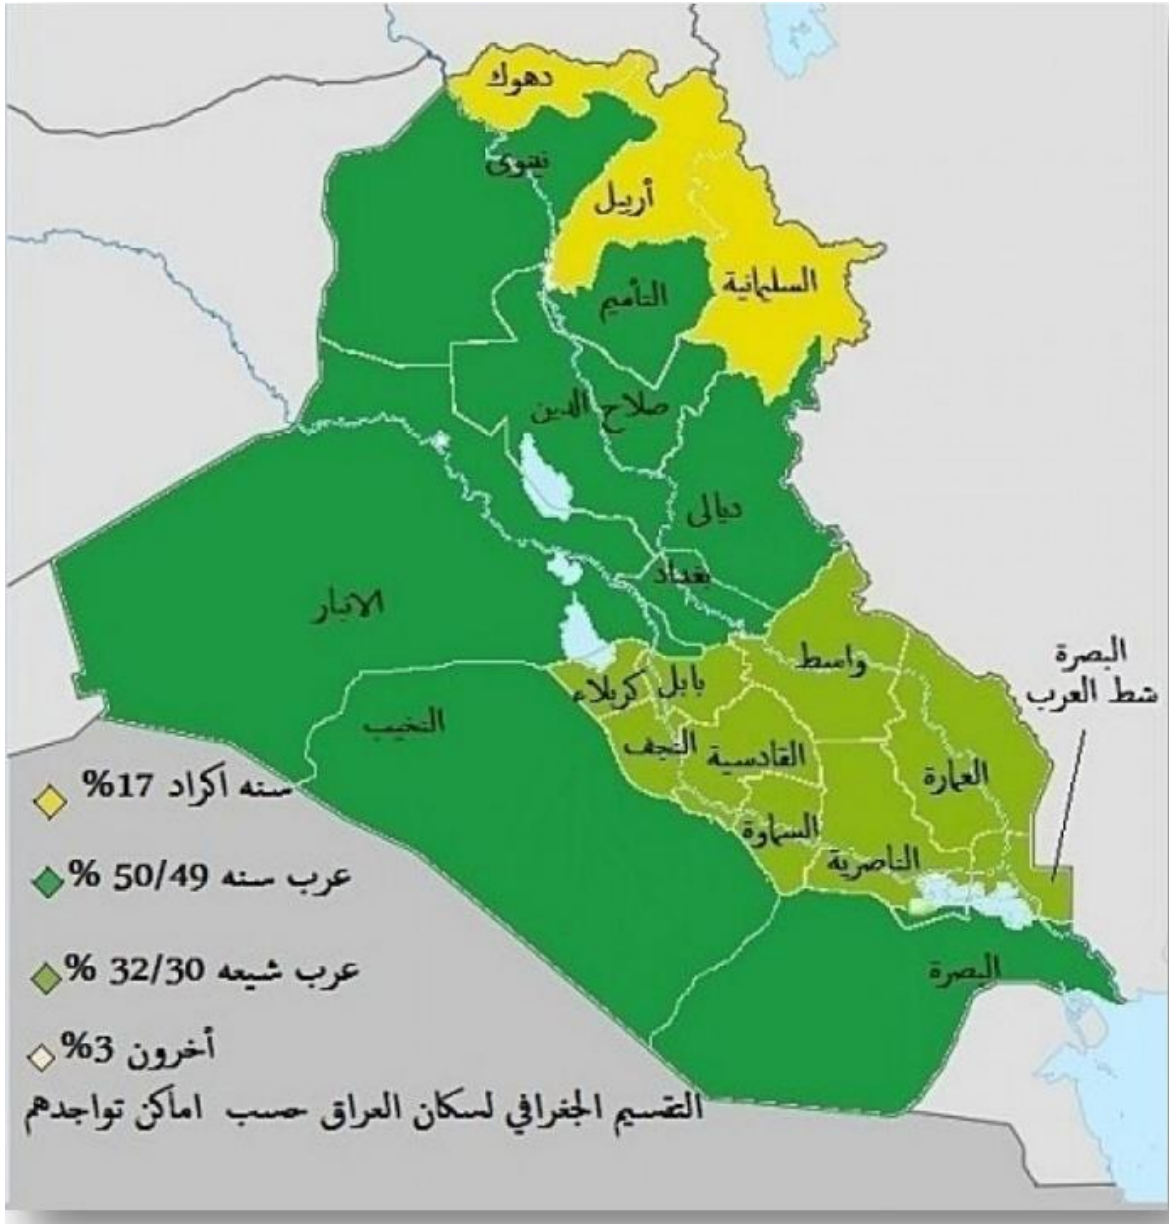 دهوك
نينوى
أربيل
السليمانية
التأميم
صلاح الدين
ديالى
بغداد
الانبار
واسط
البصرة
شط العرب
بابل
كربلاء
النخيب
النجف
القادسية
العمارة
السماوة
الناصرية
البصرة
سنه اكراد 17%
عرب سنه 50/49 %
عرب شيعه 32/30 %
أخرون 3%
التقسيم الجغرافي لسكان العراق حسب اماكن تواجدهم